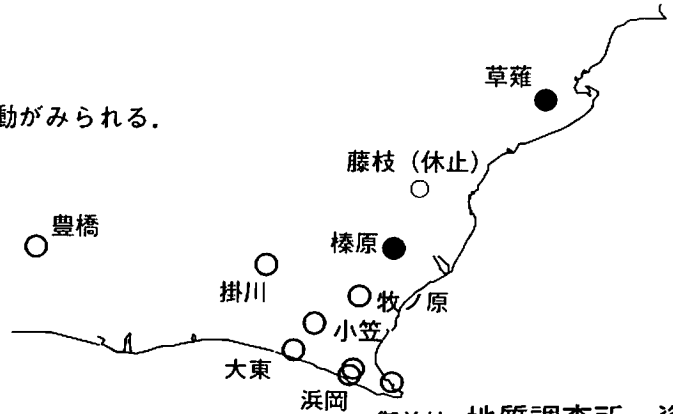 草薙
動がみられる.
藤枝 (休止)
豊橋
榛原
掛川
牧ノ原
小笠
大東
浜岡
地質調査所